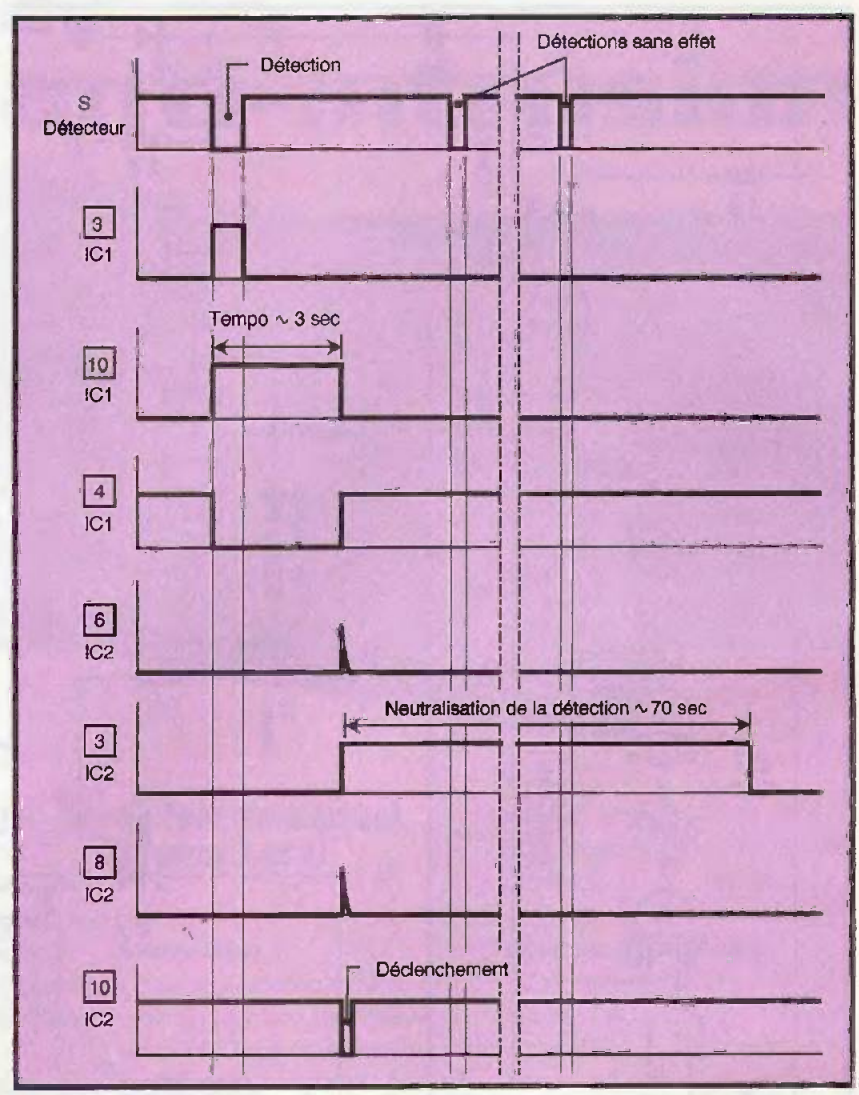 Détections sans effet
Détection
S
Détecteur
3
IC1
Tempo ~ 3 sec
10
IC1
4
IC1
6
IC2
Neutralisation de la détection ~ 70 sec
3
IC2
8
IC2
Déclenchement
10
IC2